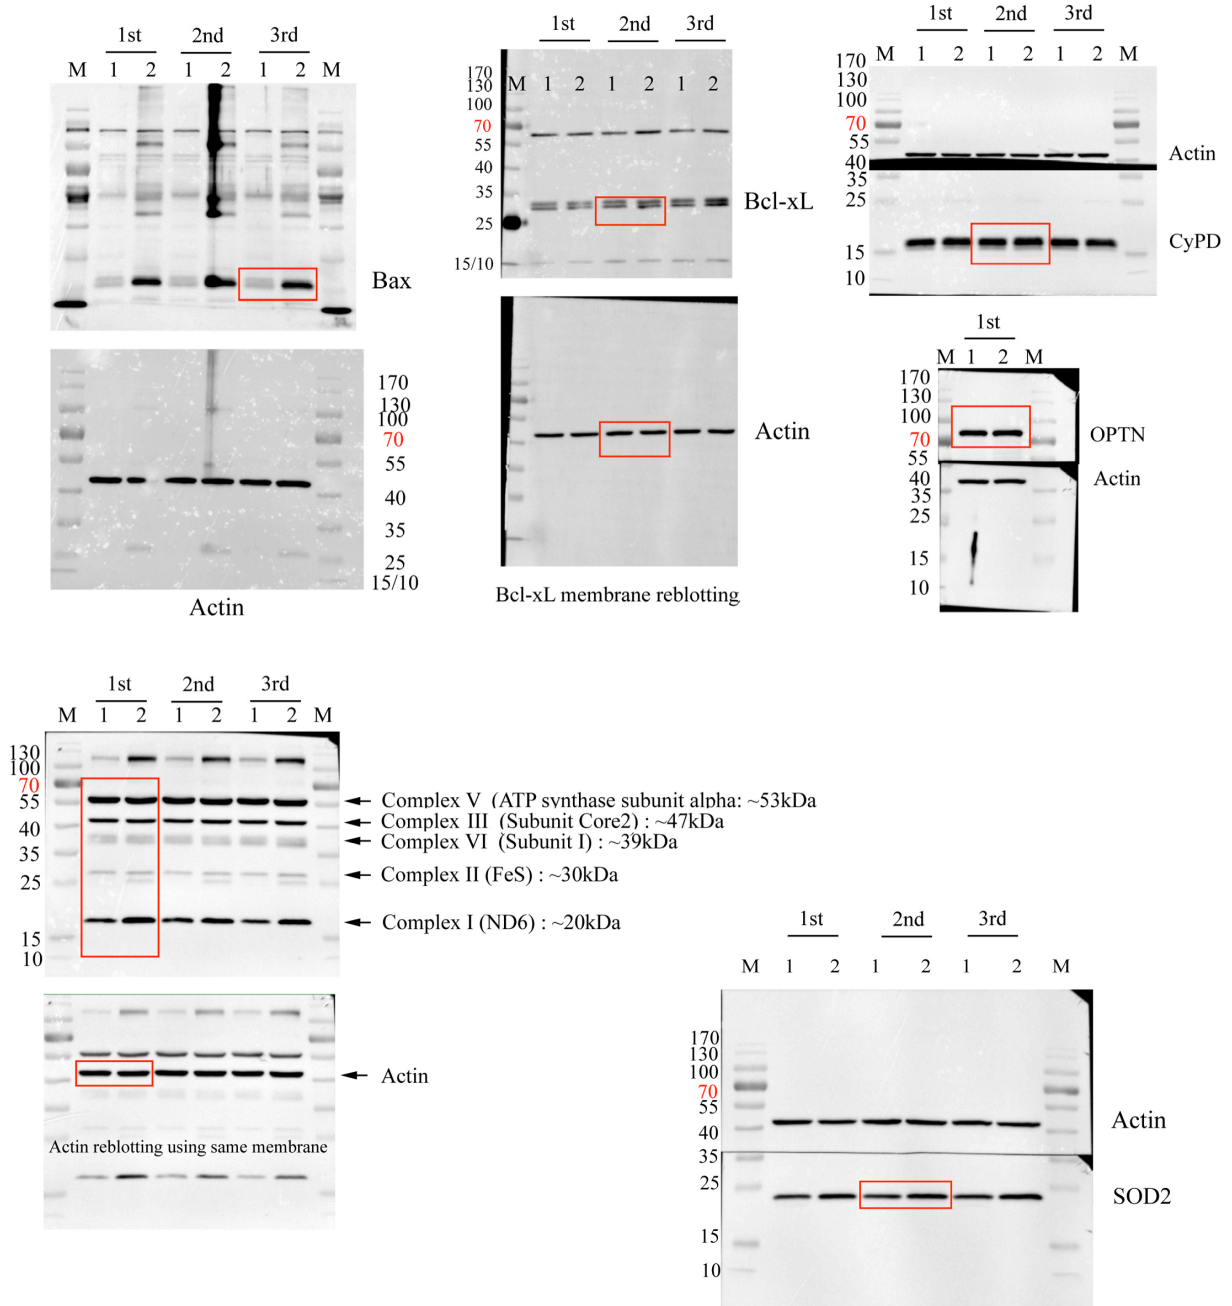 1st 2nd 3rd
M 1 2 1 2 1 2 M
Bax
170
130
100
70
55
40
35
25
15/10
Actin
1st 2nd 3rd
M 1 2 1 2 1 2
170
130
100
70
55
40
35
25
15/10
Bcl-xL
Actin
Bcl-xL membrane reblotting
1st 2nd 3rd
M 1 2 1 2 1 2 M
170
130
100
70
55
40
35
25
15
10
Actin
CyPD
1st
M 1 2 M
170
130
100
70
55
40
35
25
15
10
OPTN
Actin
1st 2nd 3rd
M 1 2 1 2 1 2 M
130
100
70
55
40
35
25
15
10
Complex V (ATP synthase subunit alpha: ~53kDa
Complex III (Subunit Core2) : ~47kDa
Complex VI (Subunit I) : ~39kDa
Complex II (FeS) : ~30kDa
Complex I (ND6) : ~20kDa
Actin
Actin reblotting using same membrane
1st 2nd 3rd
M 1 2 1 2 1 2 M
170
130
100
70
55
40
35
25
15
10
Actin
SOD2